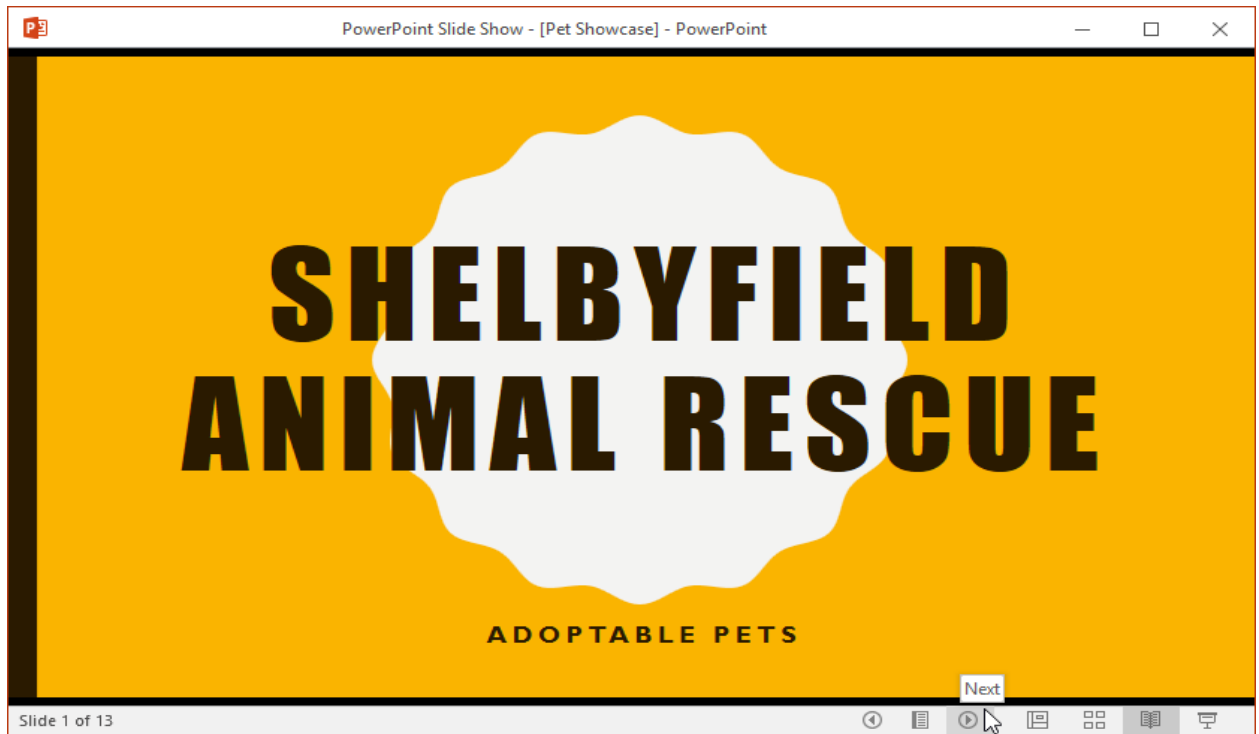 PowerPoint Slide Show - [Pet Showcase] - PowerPoint
SHELBYFIELD
ANIMAL RESCUE
ADOPTABLE PETS
Next
Slide 1 of 13